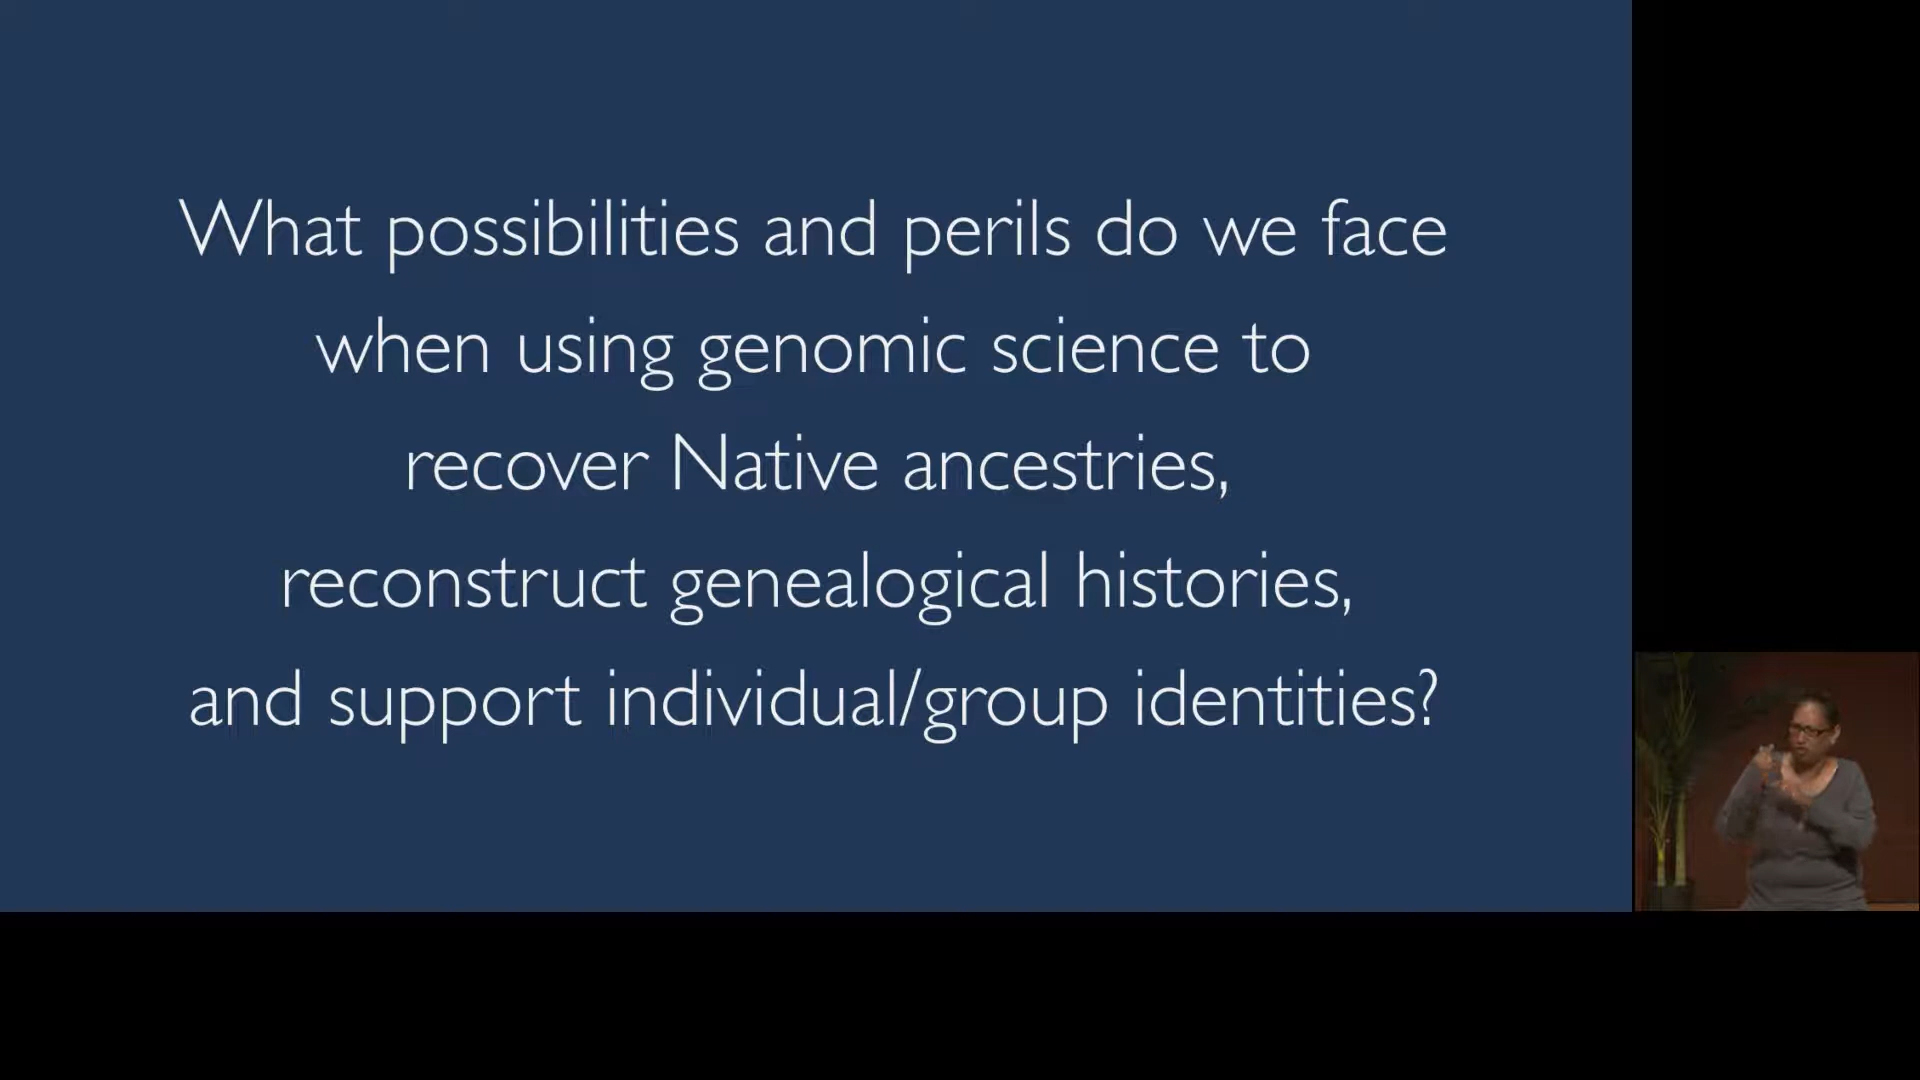 What possibilities and perils do we face
when using genomic science to
recover Native ancestries,
reconstruct genealogical histories,
and support individual/group identities?